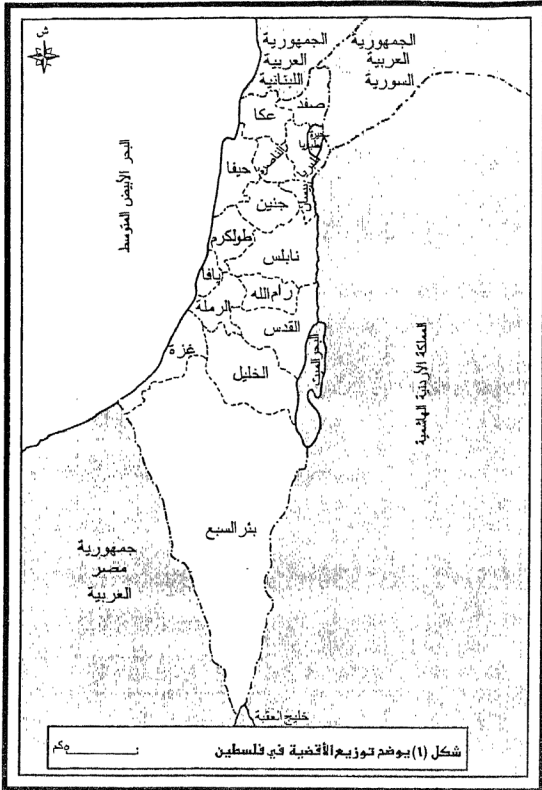 ش
الجمهورية
العربية
اللبنانية
الجمهورية
العربية
السورية
البحر الأبيض المتوسط
صفد
عكا
بحيرة
طبريا
طبريا
الناصرة
حيفا
بيسان
جنين
طولكرم
نابلس
يافا
رام الله
الرملة
القدس
البحر الميت
المملكة الأردنية الهاشمية
غزة
الخليل
بئر السبع
جمهورية
مصر
العربية
خليج العقبة
شكل (١) يوضح توزيع الأقضية في فلسطين
كم